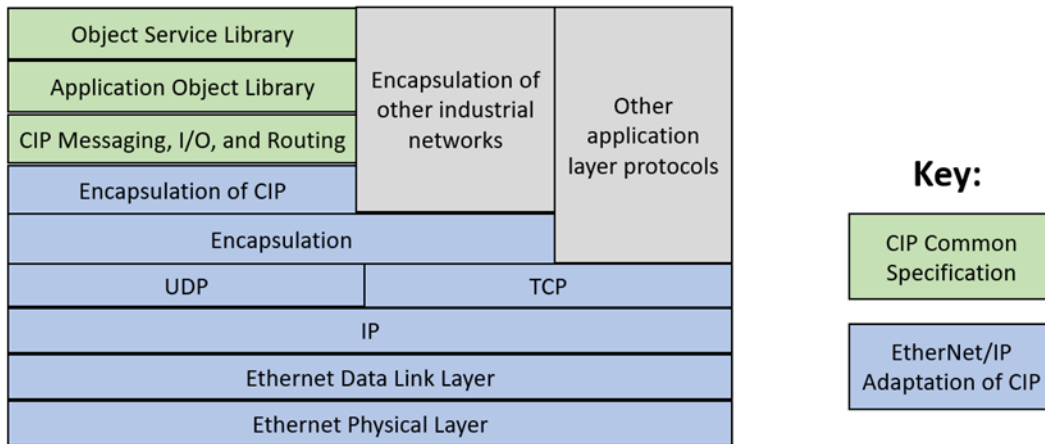 Object Service Library
Application Object Library
CIP Messaging, I/O, and Routing
Encapsulation of CIP
Encapsulation of
other industrial
networks
Other
application
layer protocols
Encapsulation
UDP
TCP
IP
Ethernet Data Link Layer
Ethernet Physical Layer
Key:
CIP Common
Specification
EtherNet/IP
Adaptation of CIP